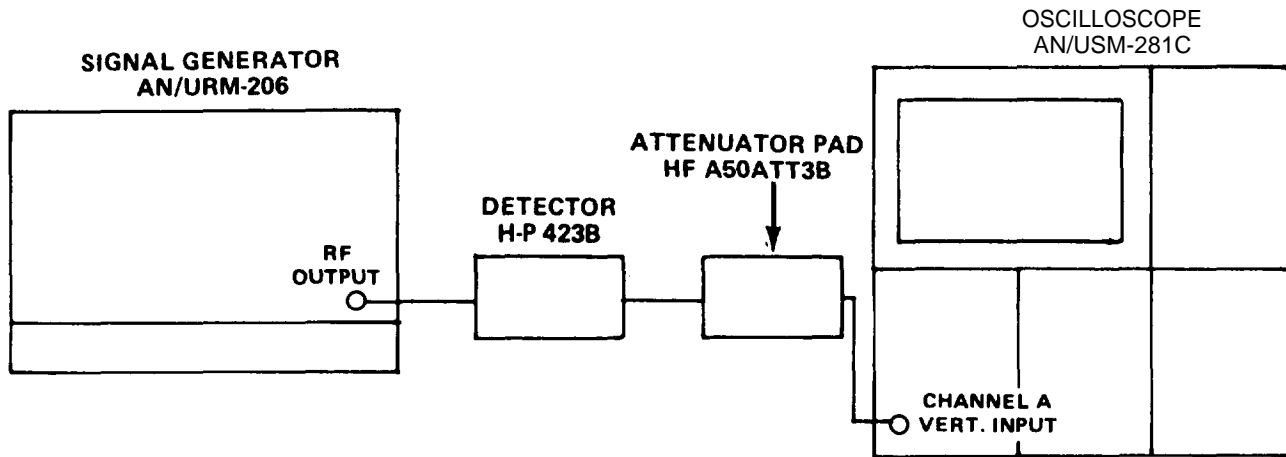 SIGNAL GENERATOR
AN/URM-206
RF
OUTPUT
DETECTOR
H-P 423B
ATTENUATOR PAD
HF A50ATT3B
OSCILLOSCOPE
AN/USM-281C
CHANNEL A
VERT. INPUT